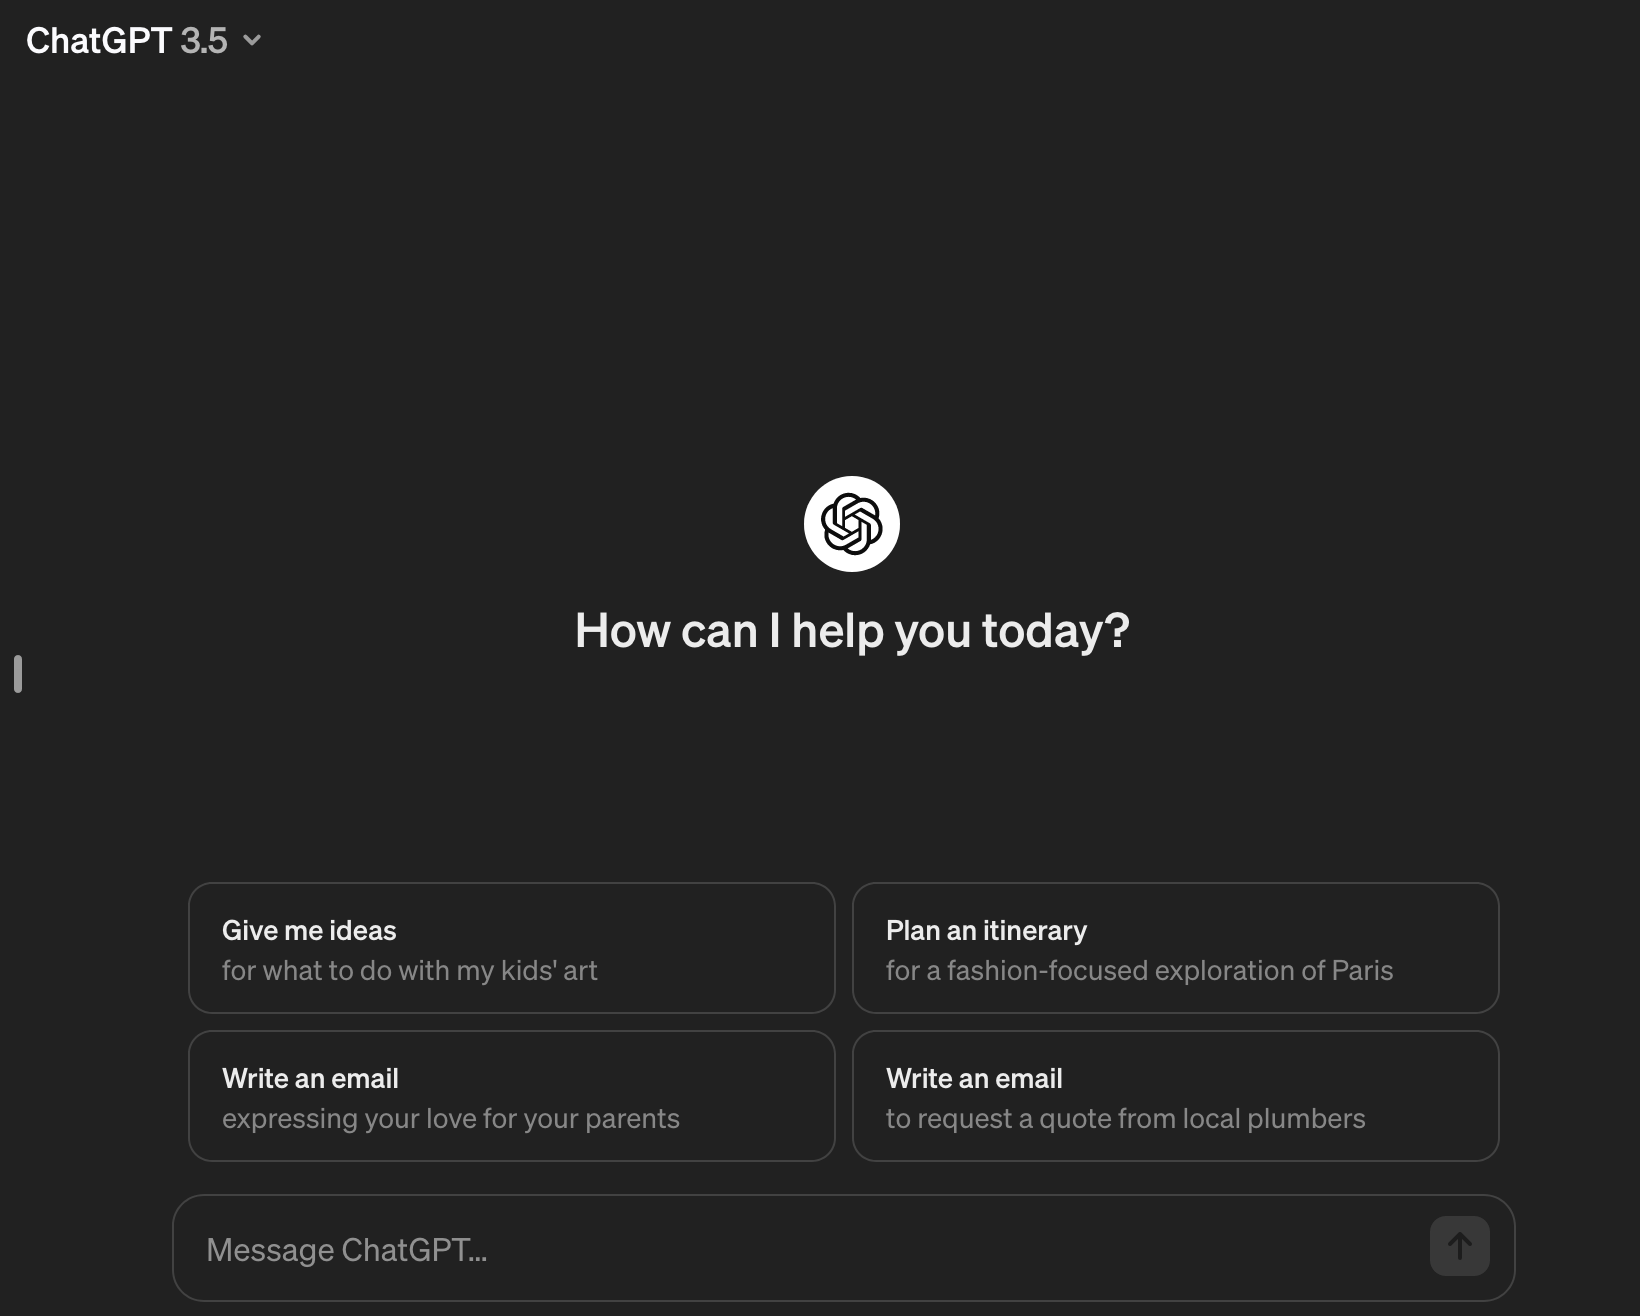 ChatGPT 3.5
How can I help you today?
Give me ideas
for what to do with my kids' art
Plan an itinerary
for a fashion-focused exploration of Paris
Write an email
expressing your love for your parents
Write an email
to request a quote from local plumbers
Message ChatGPT...